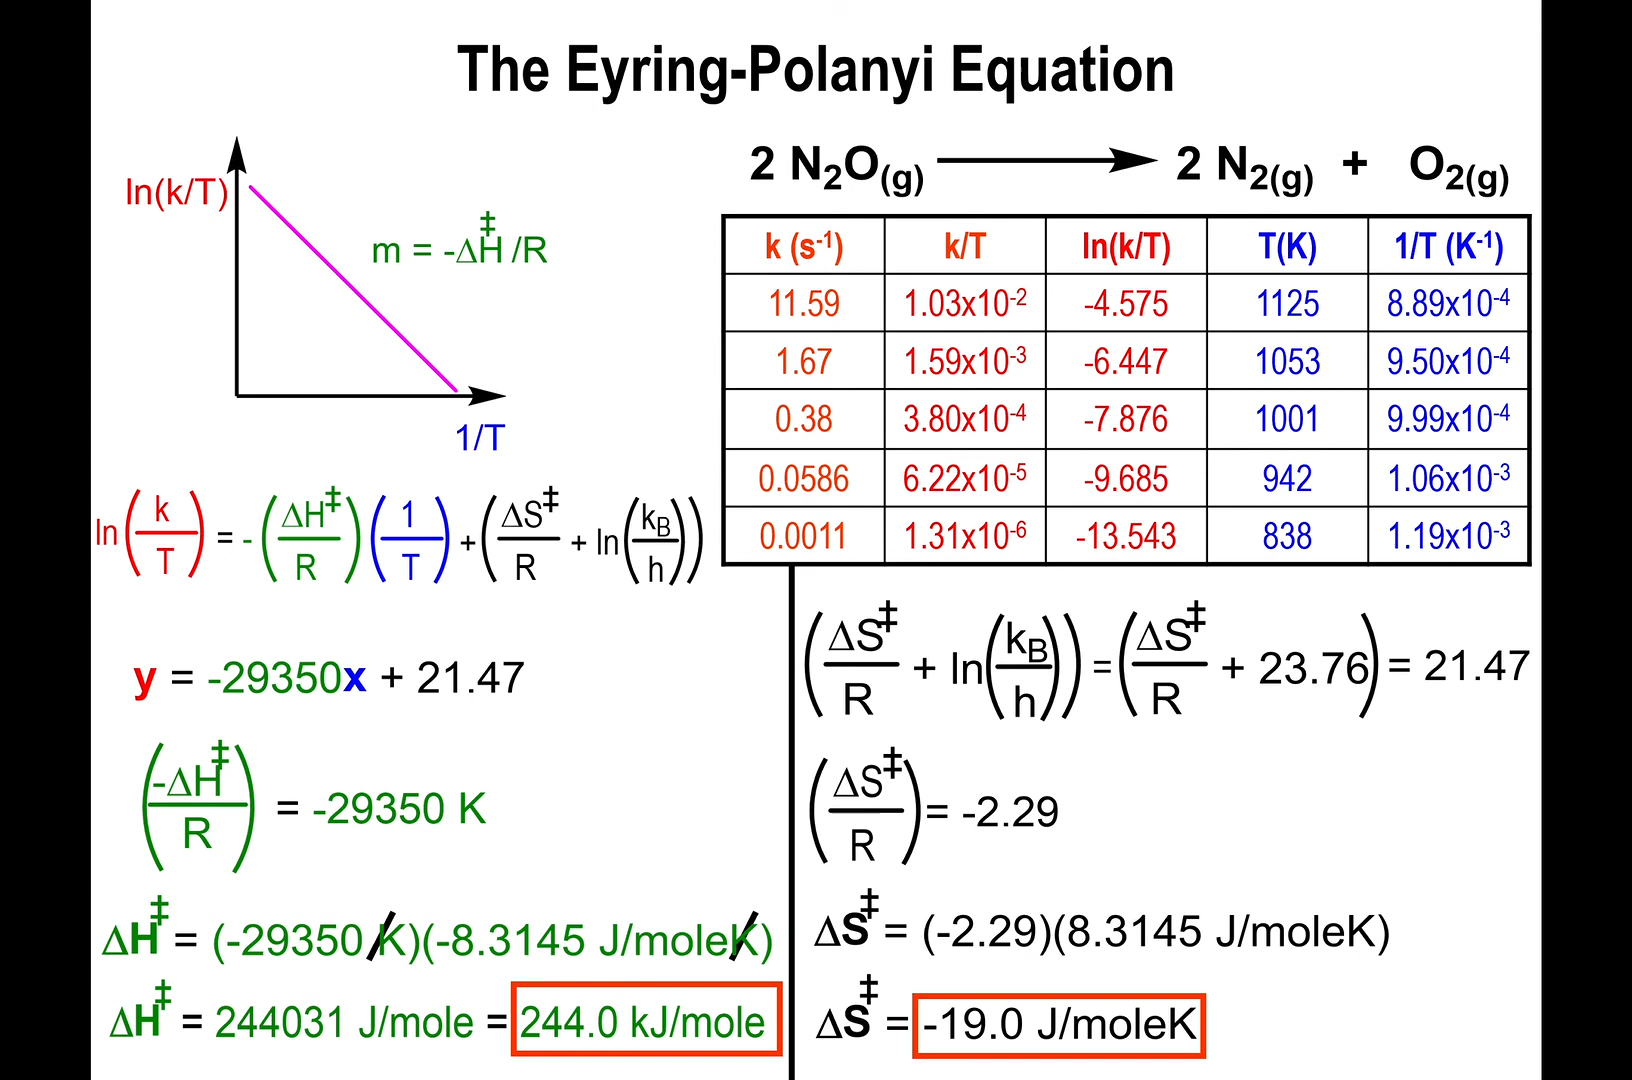 The Eyring-Polanyi Equation
ln(k/T)
m = -ΔH‡/R
1/T
2 N₂O(g) ⟶ 2 N₂(g) + O₂(g)
k (s⁻¹) k/T ln(k/T) T(K) 1/T (K⁻¹)
11.59 1.03x10⁻² -4.575 1125 8.89x10⁻⁴
1.67 1.59x10⁻³ -6.447 1053 9.50x10⁻⁴
0.38 3.80x10⁻⁴ -7.876 1001 9.99x10⁻⁴
0.0586 6.22x10⁻⁵ -9.685 942 1.06x10⁻³
0.0011 1.31x10⁻⁶ -13.543 838 1.19x10⁻³
ln(k/T) = -(ΔH‡/R)(1/T) + (ΔS‡/R + ln(k_B/h))
y = -29350x + 21.47
(-ΔH‡/R) = -29350 K
ΔH‡ = (-29350 K)(-8.3145 J/moleK)
ΔH‡ = 244031 J/mole = 244.0 kJ/mole
(ΔS‡/R + ln(k_B/h)) = (ΔS‡/R + 23.76) = 21.47
(ΔS‡/R) = -2.29
ΔS‡ = (-2.29)(8.3145 J/moleK)
ΔS‡ = -19.0 J/moleK